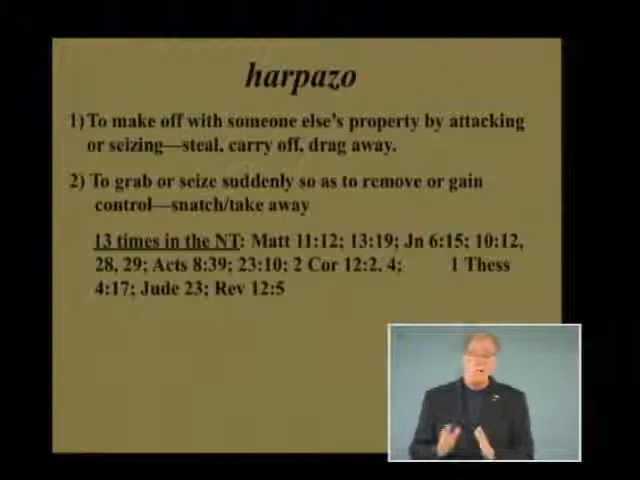 harpazo
1) To make off with someone else's property by attacking
or seizing—steal, carry off, drag away.
2) To grab or seize suddenly so as to remove or gain
control—snatch/take away
13 times in the NT: Matt 11:12; 13:19; Jn 6:15; 10:12,
28, 29; Acts 8:39; 23:10; 2 Cor 12:2, 4; 1 Thess
4:17; Jude 23; Rev 12:5